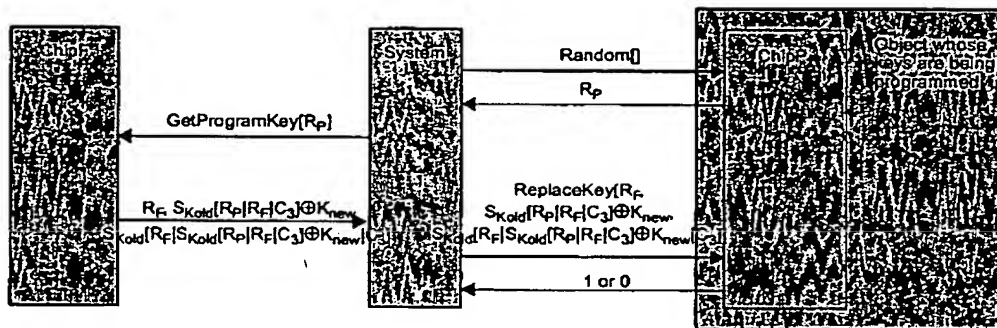 ChipF
System
Chip
Object whose
keys are being
programmed
Random[]
R_P
GetProgramKey[R_P]
R_F, S_Kold[R_P|R_F|C_3]⊕K_new,
S_Kold[R_F|S_Kold[R_P|R_F|C_3]⊕K_new|C_3]
ReplaceKey[R_F,
S_Kold[R_P|R_F|C_3]⊕K_new,
S_Kold[R_F|S_Kold[R_P|R_F|C_3]⊕K_new|C_3]
1 or 0